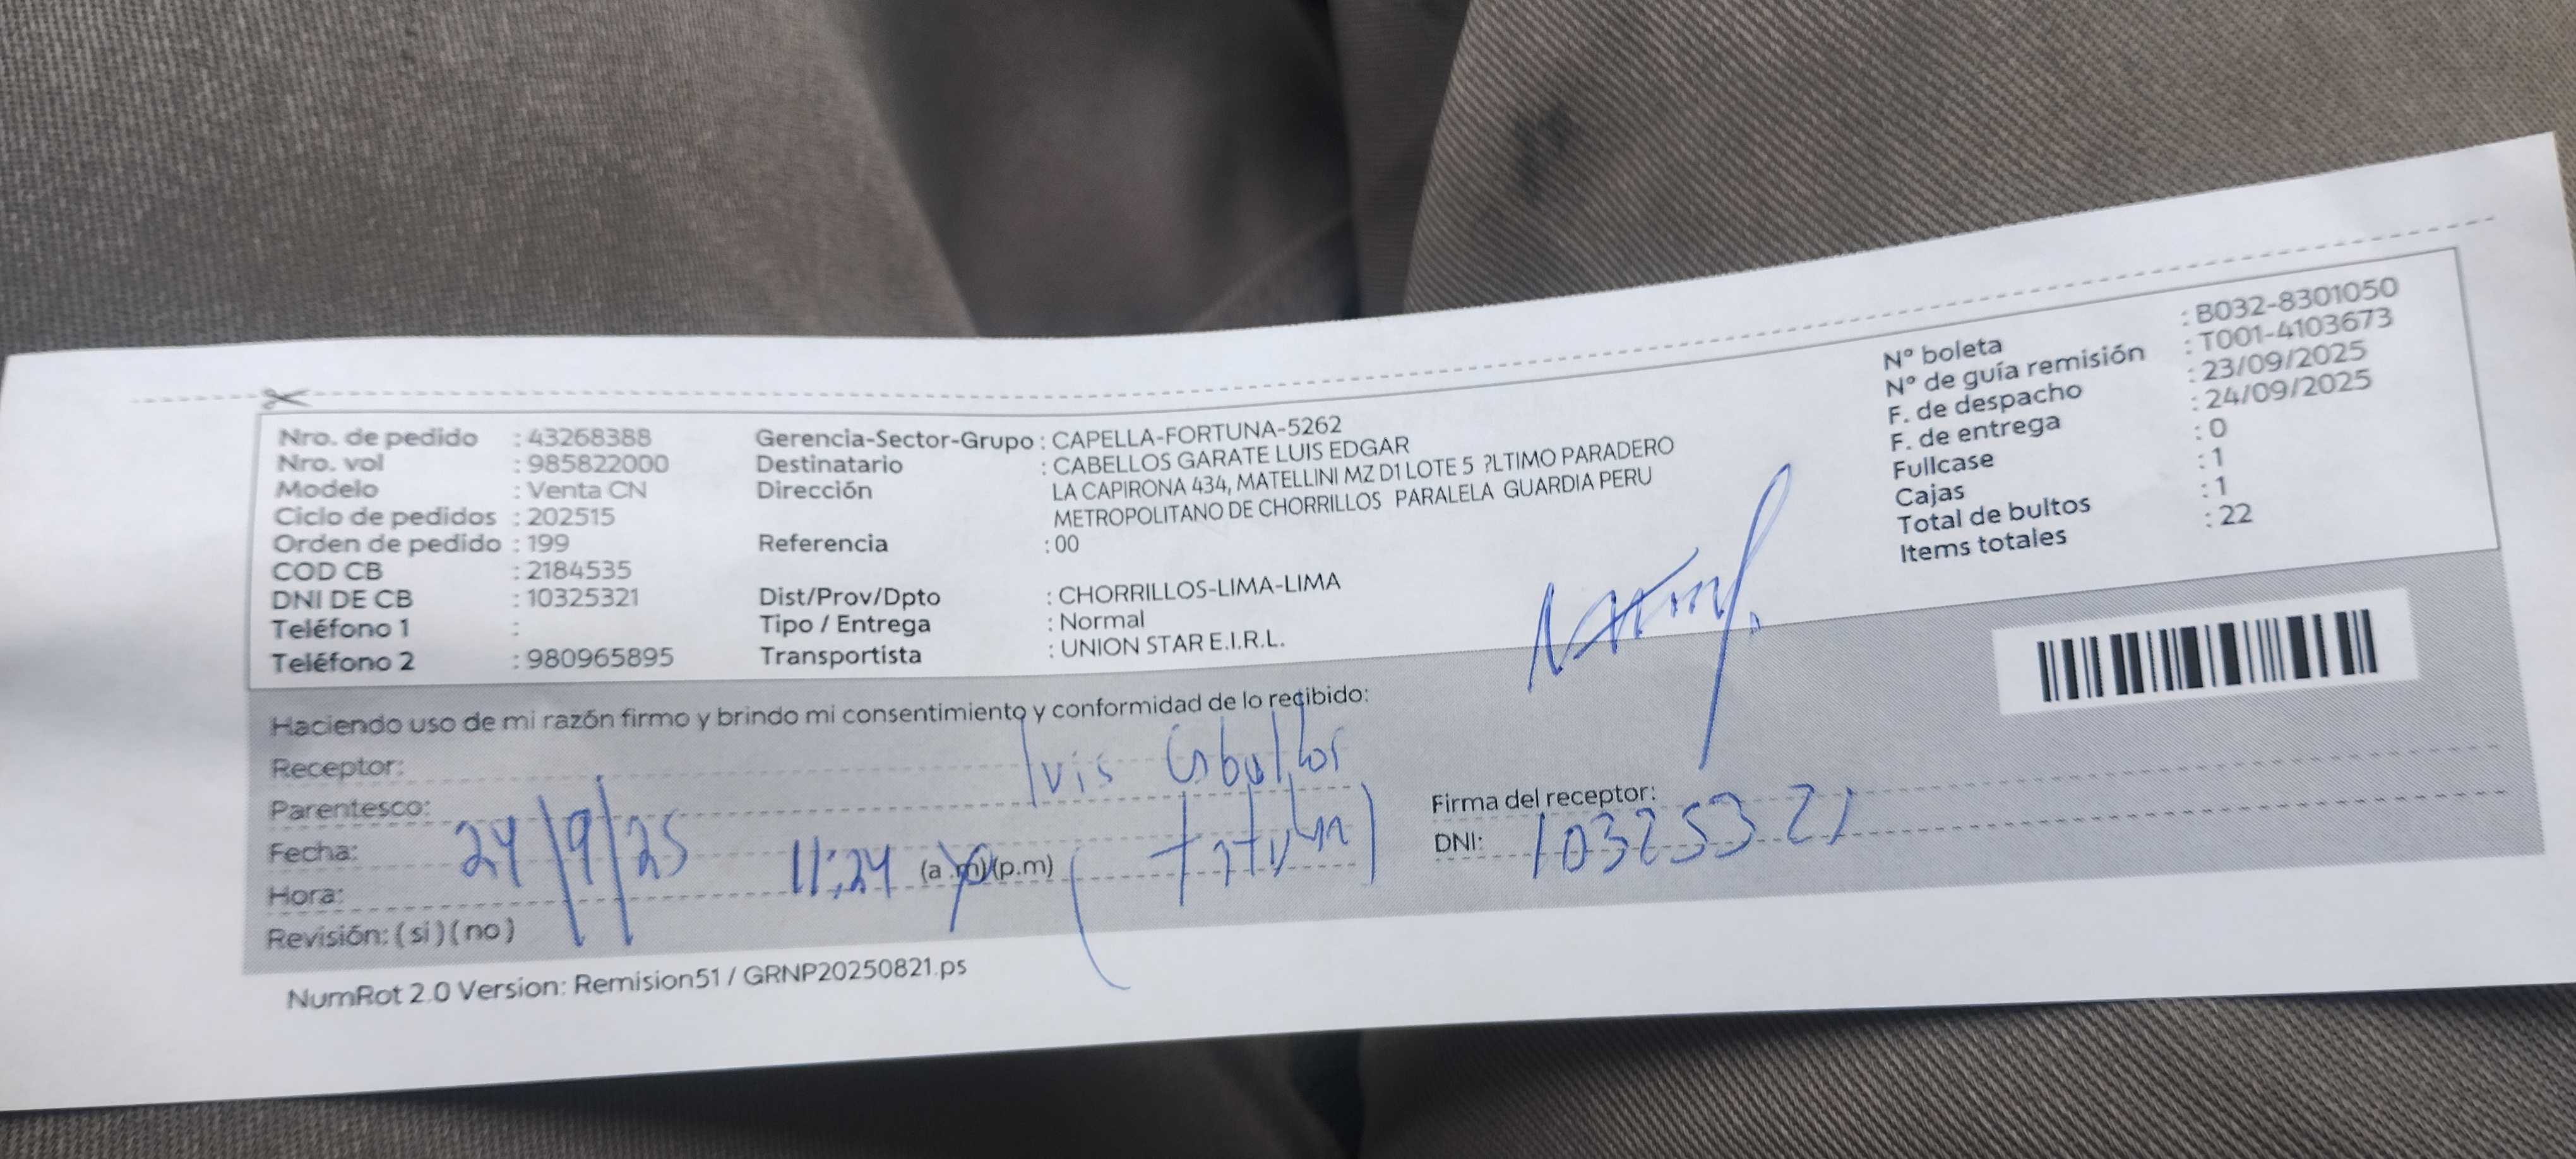 Nro. de pedido : 43268388
Nro. vol : 985822000
Modelo : Venta CN
Ciclo de pedidos : 202515
Orden de pedido : 199
COD CB : 2184535
DNI DE CB : 10325321
Teléfono 1 :
Teléfono 2 : 980965895
Gerencia-Sector-Grupo : CAPELLA-FORTUNA-5262
Destinatario : CABELLOS GARATE LUIS EDGAR
Dirección LA CAPIRONA 434, MATELLINI MZ D1 LOTE 5 ?LTIMO PARADERO
METROPOLITANO DE CHORRILLOS PARALELA GUARDIA PERU
Referencia : 00
Dist/Prov/Dpto : CHORRILLOS-LIMA-LIMA
Tipo / Entrega : Normal
Transportista : UNION STAR E.I.R.L.
N° boleta : B032-8301050
N° de guía remisión : T001-4103673
F. de despacho : 23/09/2025
F. de entrega : 24/09/2025
Fullcase : 0
Cajas : 1
Total de bultos : 1
Items totales : 22
Haciendo uso de mi razón firmo y brindo mi consentimiento y conformidad de lo recibido:
Receptor: Luis Cabellos
Parentesco: (titular)
Fecha: 24/9/25
Hora: 11:24 (a.m)(p.m)
Revisión: (si)(no)
Firma del receptor:
DNI: 10325321
NumRot 2.0 Version: Remision51 / GRNP20250821.ps